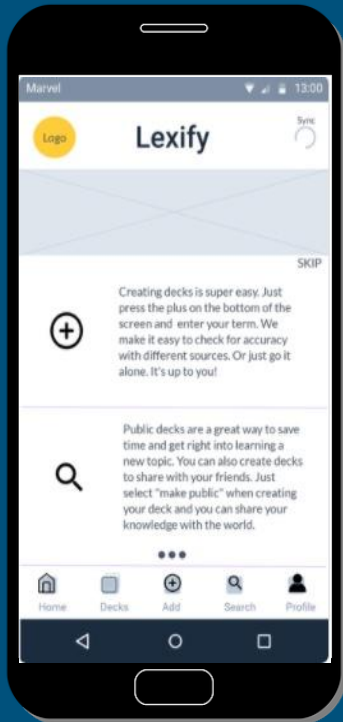 Marvel 13:00
Logo
Lexify
Sync
SKIP
Creating decks is super easy. Just
press the plus on the bottom of the
screen and enter your term. We
make it easy to check for accuracy
with different sources. Or just go it
alone. It's up to you!
Public decks are a great way to save
time and get right into learning a
new topic. You can also create decks
to share with your friends. Just
select "make public" when creating
your deck and you can share your
knowledge with the world.
Home Decks Add Search Profile